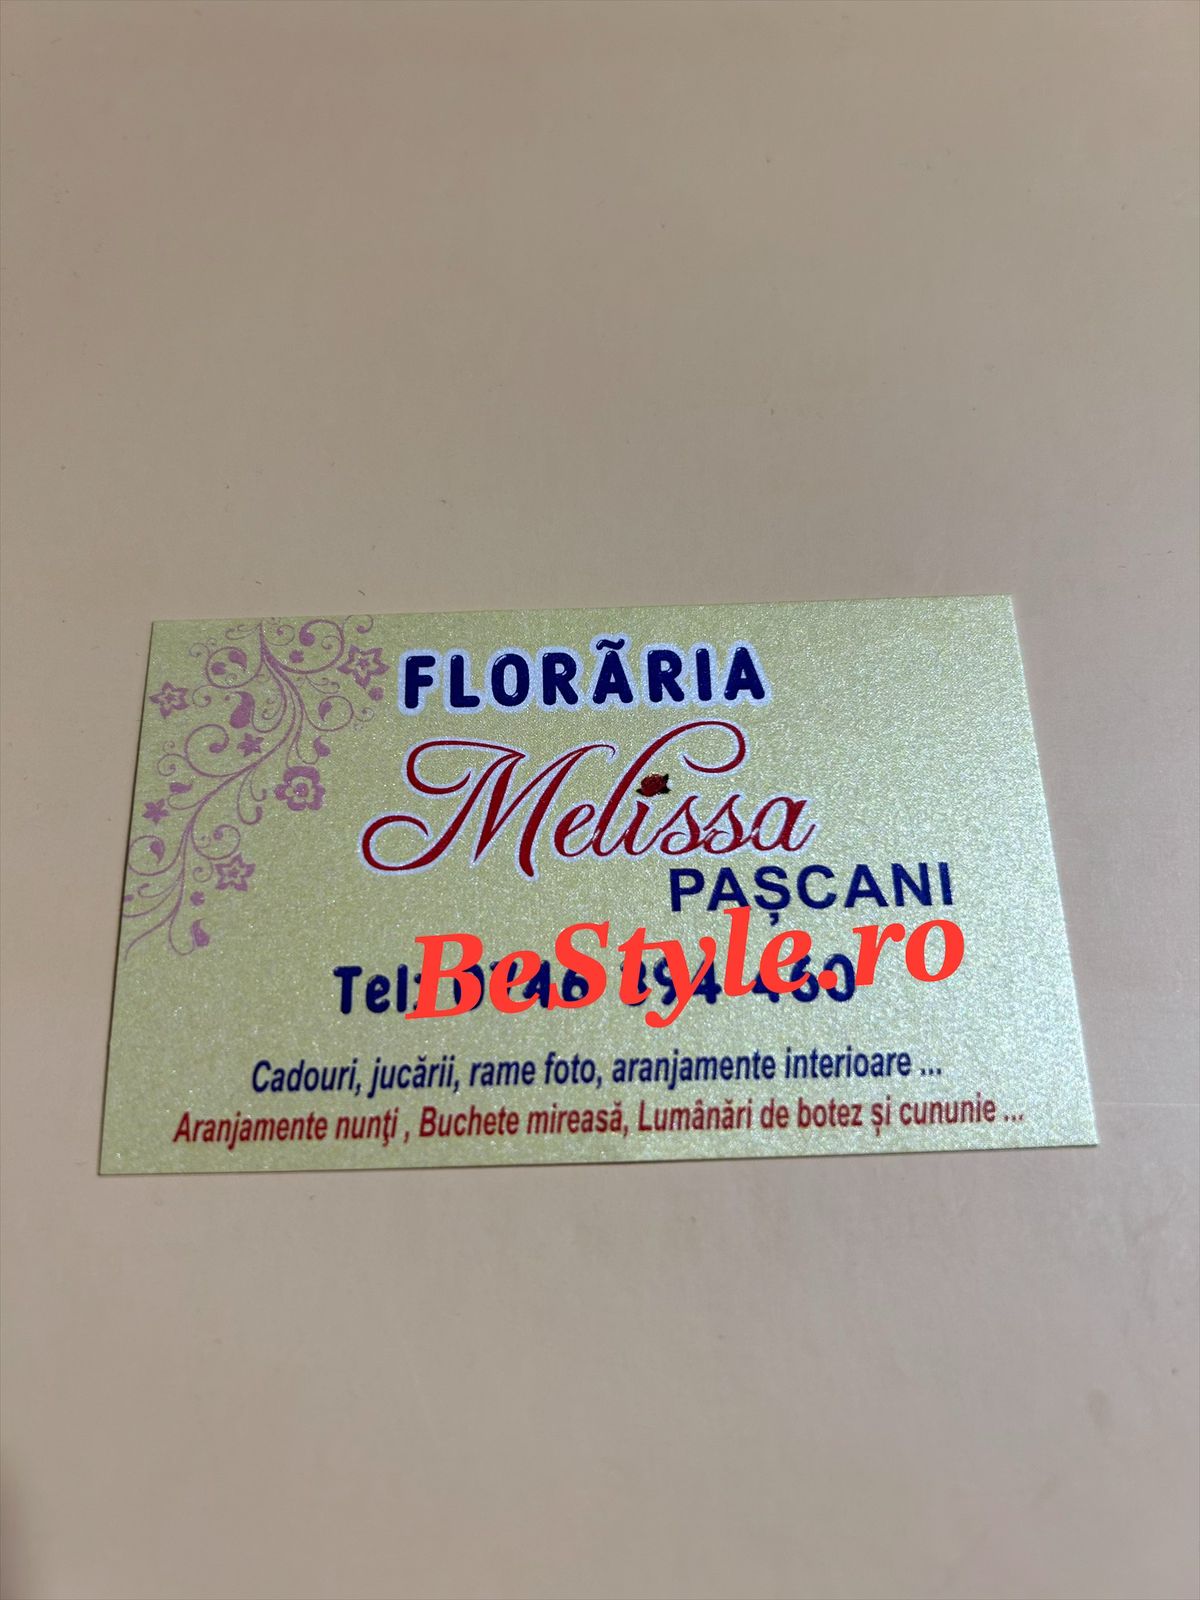 FLORÃRIA
Melissa
PAȘCANI
BeStyle.ro
Tel:
Cadouri, jucării, rame foto, aranjamente interioare ...
Aranjamente nunţi , Buchete mireasă, Lumânări de botez și cununie ...